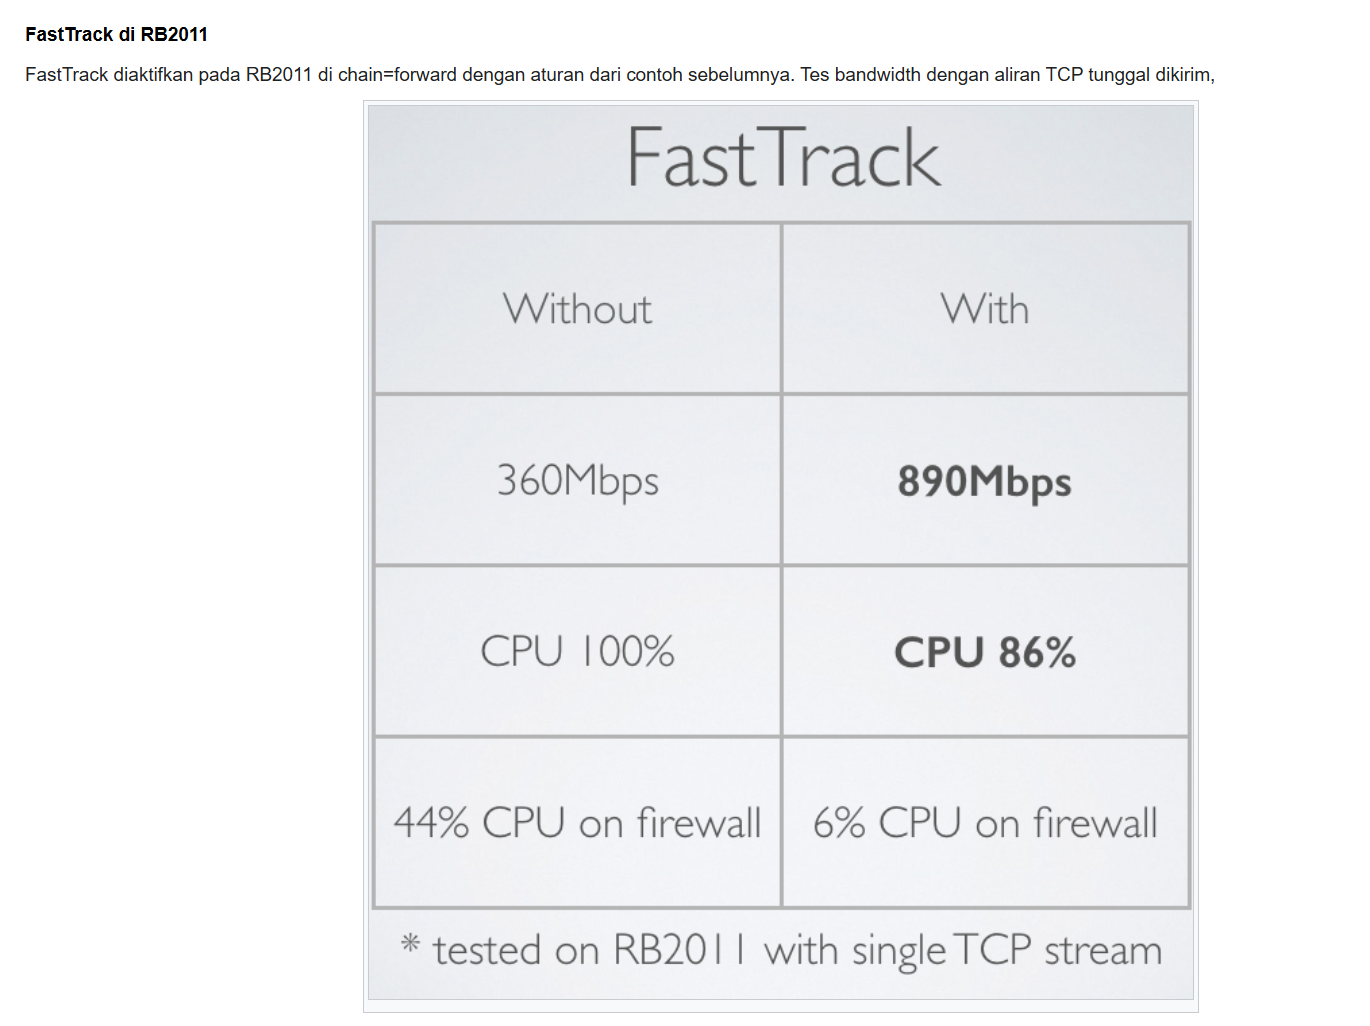 FastTrack di RB2011
FastTrack diaktifkan pada RB2011 di chain=forward dengan aturan dari contoh sebelumnya. Tes bandwidth dengan aliran TCP tunggal dikirim,
FastTrack
Without With
360Mbps 890Mbps
CPU 100% CPU 86%
44% CPU on firewall 6% CPU on firewall
* tested on RB2011 with single TCP stream